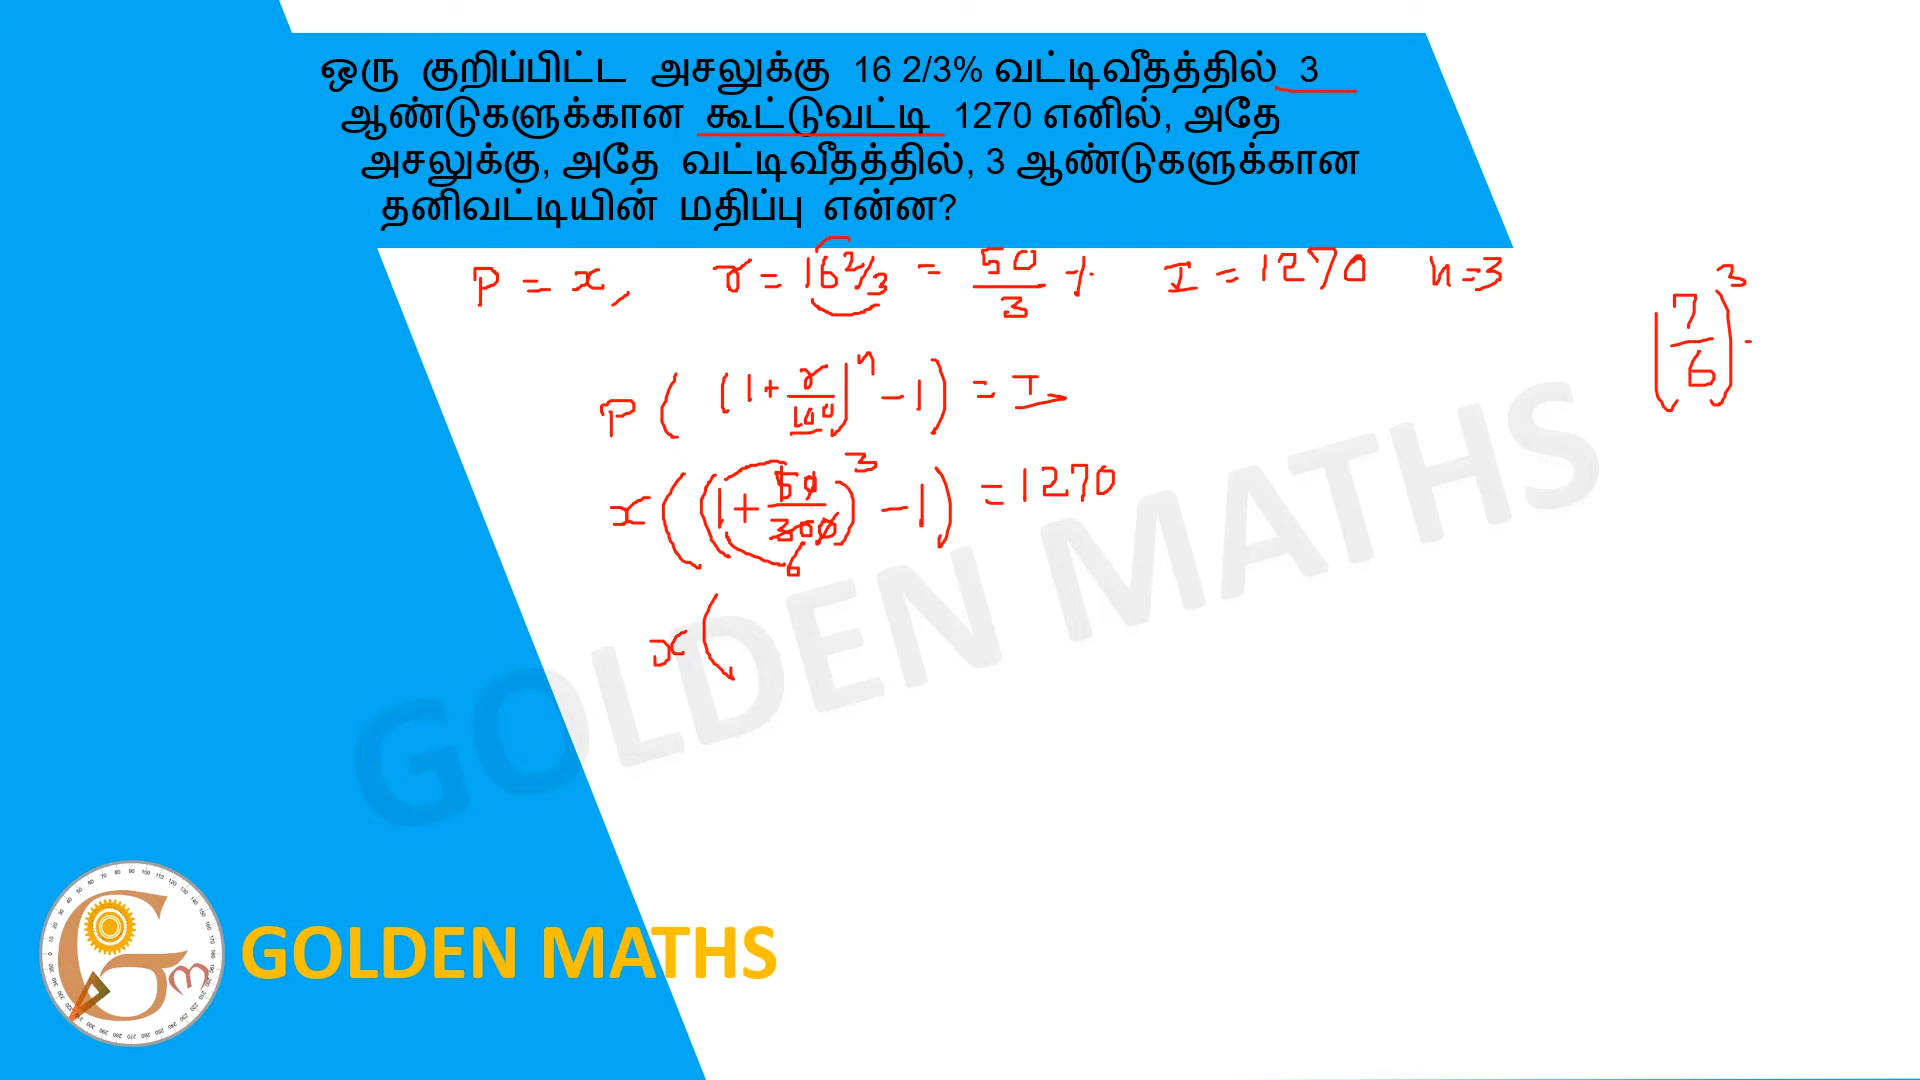 ஒரு குறிப்பிட்ட அசலுக்கு 16 2/3% வட்டிவீதத்தில் 3
ஆண்டுகளுக்கான கூட்டுவட்டி 1270 எனில், அதே
அசலுக்கு, அதே வட்டிவீதத்தில், 3 ஆண்டுகளுக்கான
தனிவட்டியின் மதிப்பு என்ன?
P = x, r = 16 2/3 = 50/3 % I = 1270 n=3
(7/6)^3 -
P ( (1 + r/100)^n - 1) = I
x ( (1 + 50/300)^3 - 1) = 1270
6
x (
GOLDEN MATHS
GOLDEN MATHS